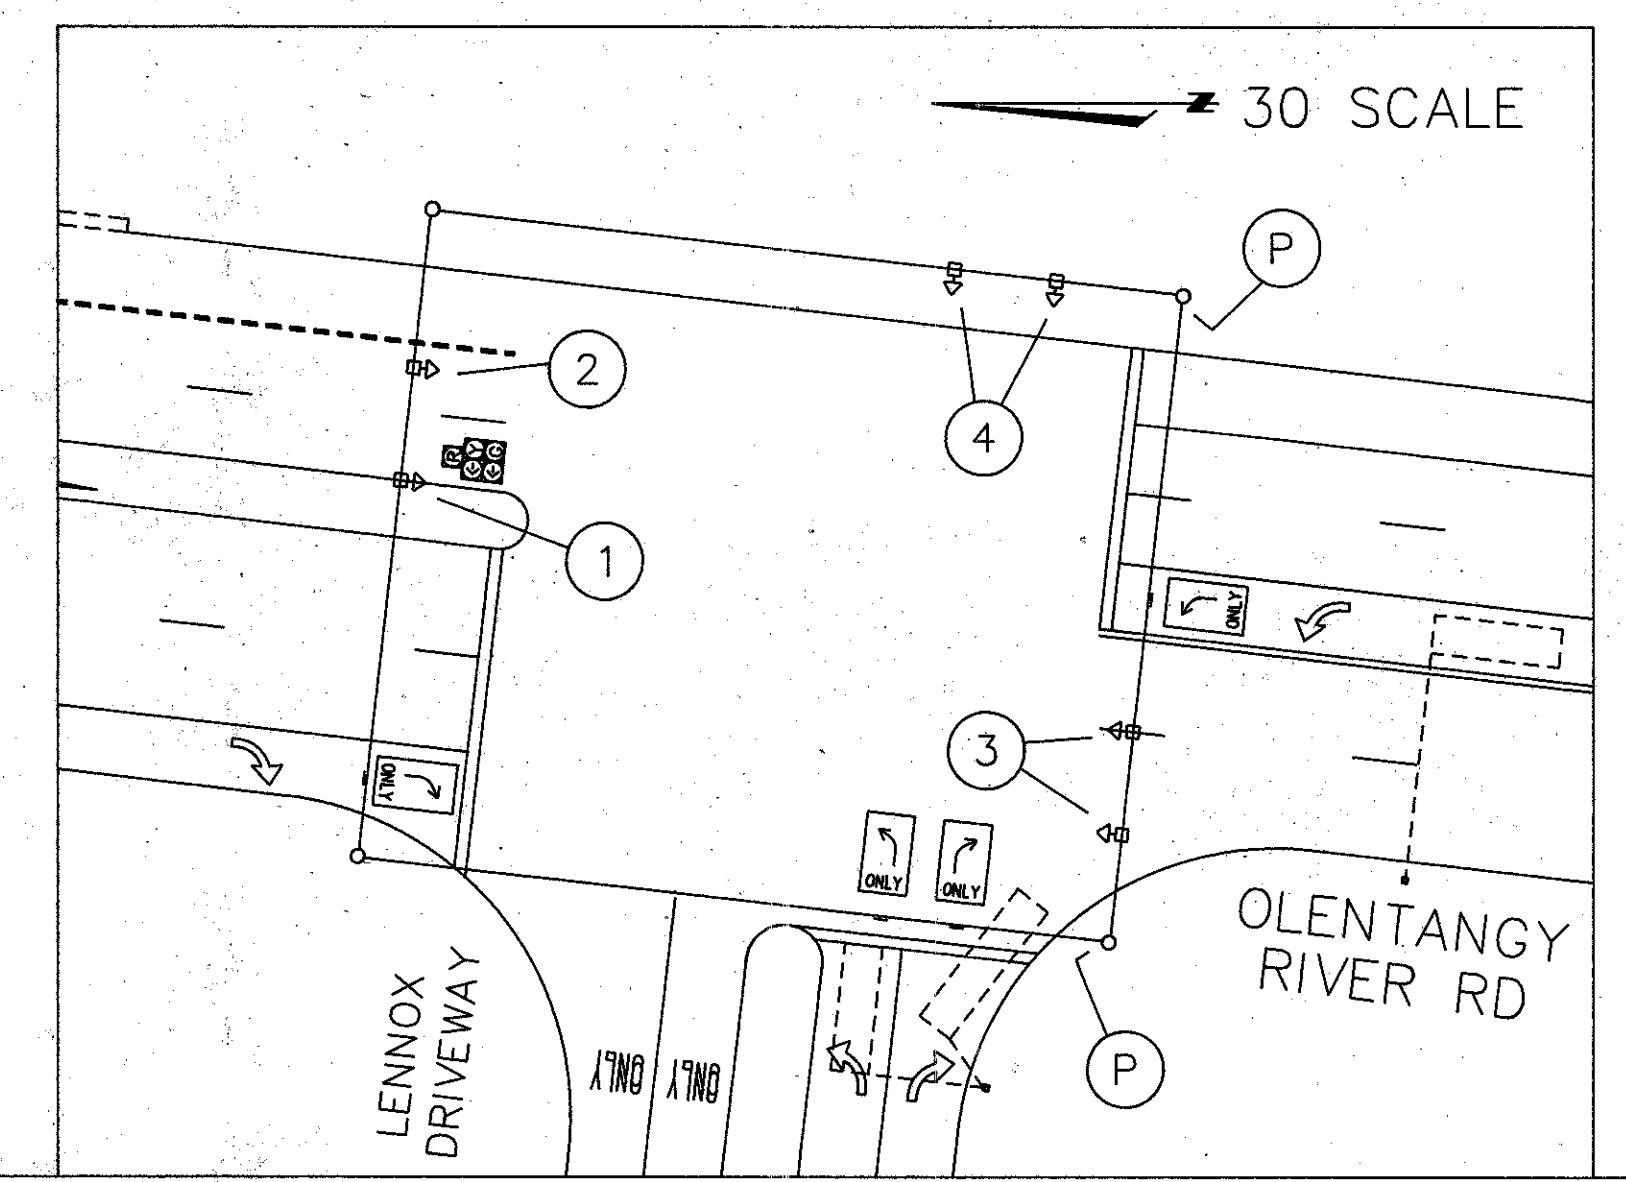 N 30 SCALE
P
2
4
R Y G
1
ONLY
3
ONLY
ONLY ONLY
OLENTANGY
RIVER RD
LENNOX
DRIVEWAY
ONLY ONLY
P